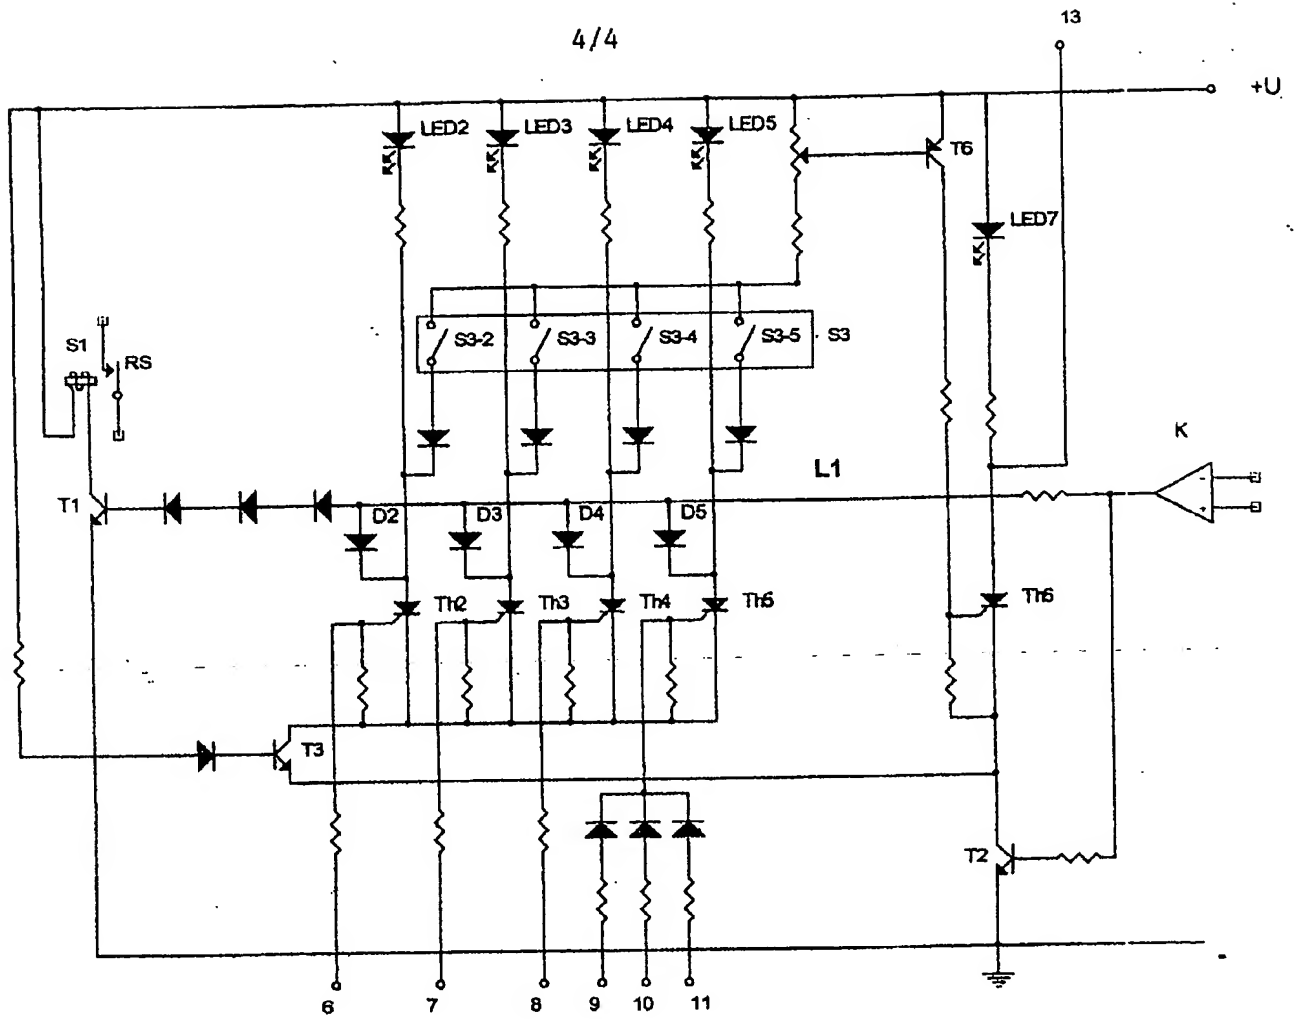 13
4/4
+U
LED2
LED3
LED4
LED5
T6
LED7
S3-2
S3-3
S3-4
S3-5
S3
S1
RS
K
L1
T1
D2
D3
D4
D5
-
+
Th2
Th3
Th4
Th5
Th6
T3
T2
-
6
7
8
9
10
11